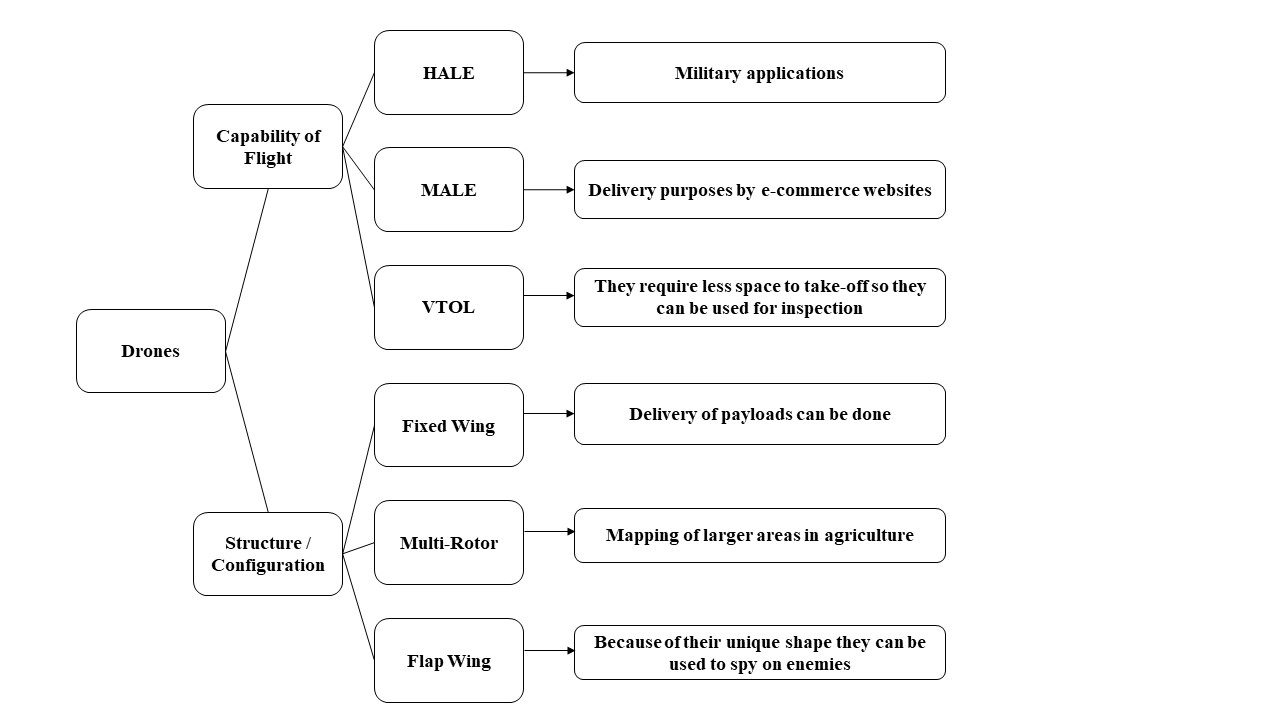 HALE
Military applications
Capability of
Flight
MALE
Delivery purposes by e-commerce websites
VTOL
They require less space to take-off so they
can be used for inspection
Drones
Fixed Wing
Delivery of payloads can be done
Structure /
Configuration
Multi-Rotor
Mapping of larger areas in agriculture
Flap Wing
Because of their unique shape they can be
used to spy on enemies